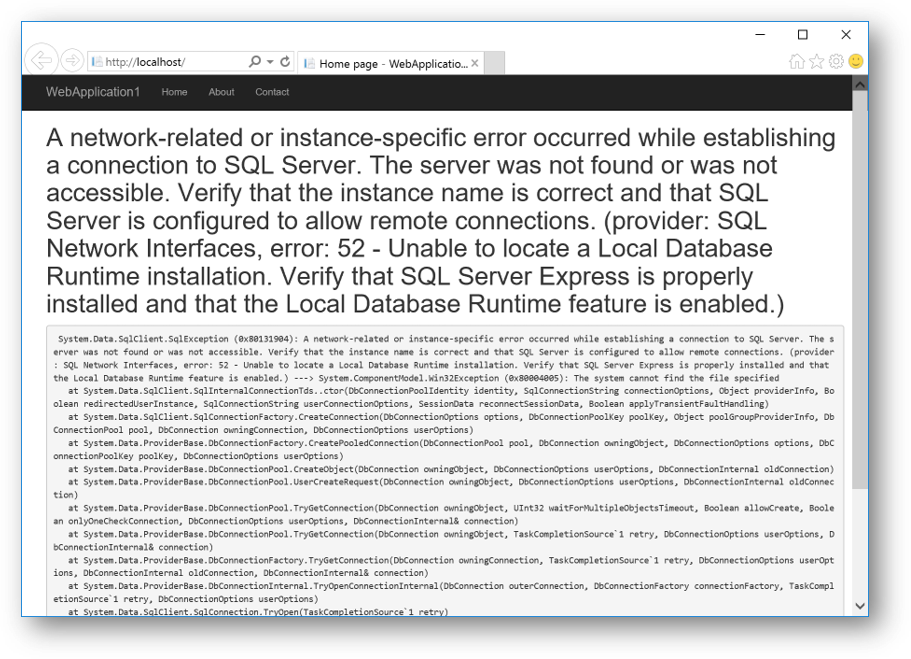 http://localhost/
Home page - WebApplicatio...
WebApplication1 Home About Contact
A network-related or instance-specific error occurred while establishing
a connection to SQL Server. The server was not found or was not
accessible. Verify that the instance name is correct and that SQL
Server is configured to allow remote connections. (provider: SQL
Network Interfaces, error: 52 - Unable to locate a Local Database
Runtime installation. Verify that SQL Server Express is properly
installed and that the Local Database Runtime feature is enabled.)
System.Data.SqlClient.SqlException (0x80131904): A network-related or instance-specific error occurred while establishing a connection to SQL Server. The s
erver was not found or was not accessible. Verify that the instance name is correct and that SQL Server is configured to allow remote connections. (provider
: SQL Network Interfaces, error: 52 - Unable to locate a Local Database Runtime installation. Verify that SQL Server Express is properly installed and that
the Local Database Runtime feature is enabled.) ---> System.ComponentModel.Win32Exception (0x80004005): The system cannot find the file specified
at System.Data.SqlClient.SqlInternalConnectionTds..ctor(DbConnectionPoolIdentity identity, SqlConnectionString connectionOptions, Object providerInfo, Bo
olean redirectedUserInstance, SqlConnectionString userConnectionOptions, SessionData reconnectSessionData, Boolean applyTransientFaultHandling)
at System.Data.SqlClient.SqlConnectionFactory.CreateConnection(DbConnectionOptions options, DbConnectionPoolKey poolKey, Object poolGroupProviderInfo, Db
ConnectionPool pool, DbConnection owningConnection, DbConnectionOptions userOptions)
at System.Data.ProviderBase.DbConnectionFactory.CreatePooledConnection(DbConnectionPool pool, DbConnection owningObject, DbConnectionOptions options, DbC
onnectionPoolKey poolKey, DbConnectionOptions userOptions)
at System.Data.ProviderBase.DbConnectionPool.CreateObject(DbConnection owningObject, DbConnectionOptions userOptions, DbConnectionInternal oldConnection)
at System.Data.ProviderBase.DbConnectionPool.UserCreateRequest(DbConnection owningObject, DbConnectionOptions userOptions, DbConnectionInternal oldConnec
tion)
at System.Data.ProviderBase.DbConnectionPool.TryGetConnection(DbConnection owningObject, UInt32 waitForMultipleObjectsTimeout, Boolean allowCreate, Boole
an onlyOneCheckConnection, DbConnectionOptions userOptions, DbConnectionInternal& connection)
at System.Data.ProviderBase.DbConnectionPool.TryGetConnection(DbConnection owningObject, TaskCompletionSource`1 retry, DbConnectionOptions userOptions, D
bConnectionInternal& connection)
at System.Data.ProviderBase.DbConnectionFactory.TryGetConnection(DbConnection owningConnection, TaskCompletionSource`1 retry, DbConnectionOptions userOpt
ions, DbConnectionInternal oldConnection, DbConnectionInternal& connection)
at System.Data.ProviderBase.DbConnectionInternal.TryOpenConnectionInternal(DbConnection outerConnection, DbConnectionFactory connectionFactory, TaskCompl
etionSource`1 retry, DbConnectionOptions userOptions)
at System.Data.SqlClient.SqlConnection.TryOpen(TaskCompletionSource`1 retry)